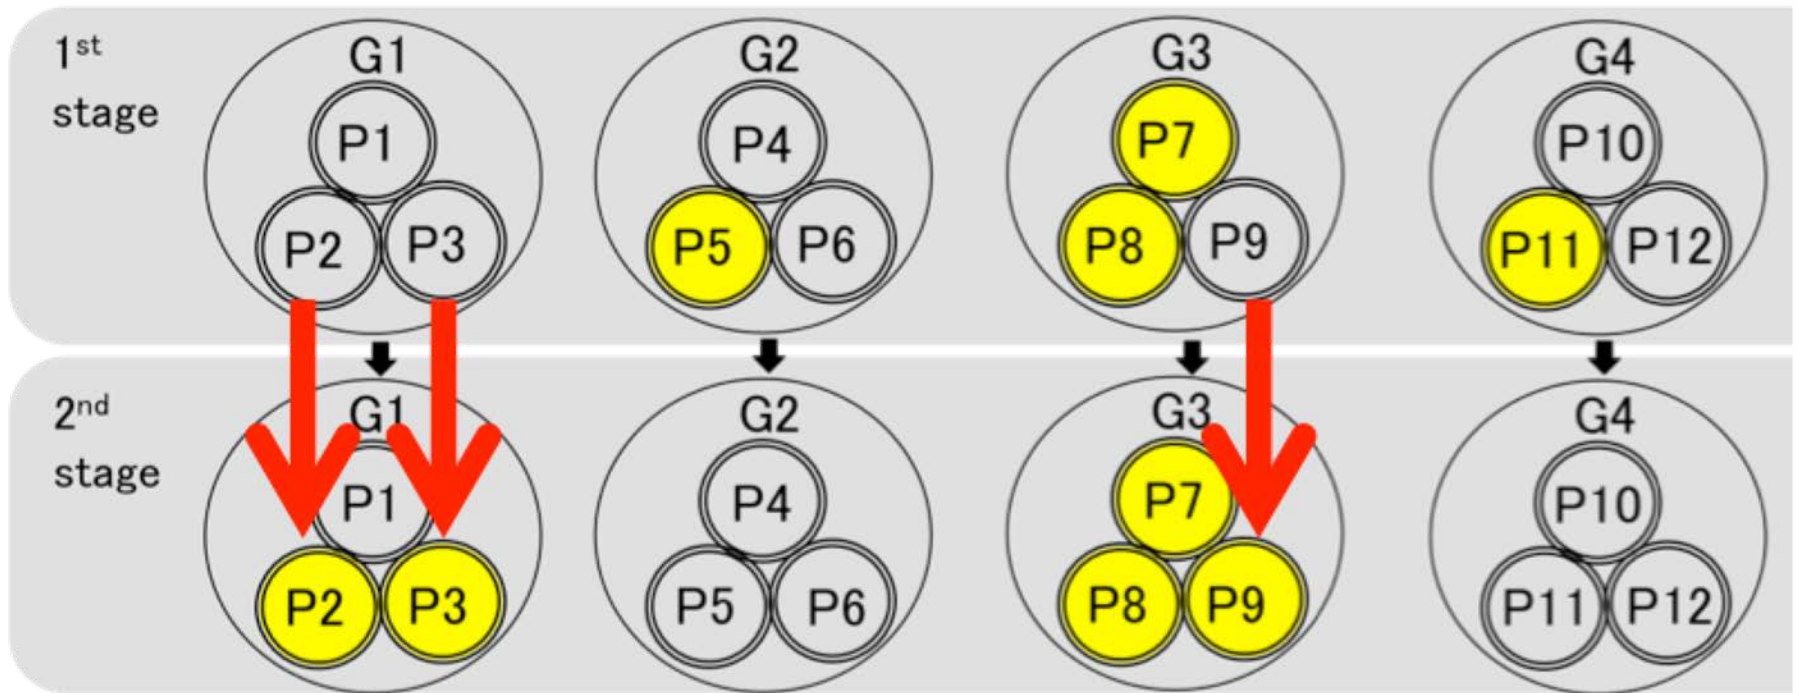 1st
stage
G1
P1
P2 P3
G2
P4
P5 P6
G3
P7
P8 P9
G4
P10
P11 P12
2nd
stage
G1
P1
P2 P3
G2
P4
P5 P6
G3
P7
P8 P9
G4
P10
P11 P12